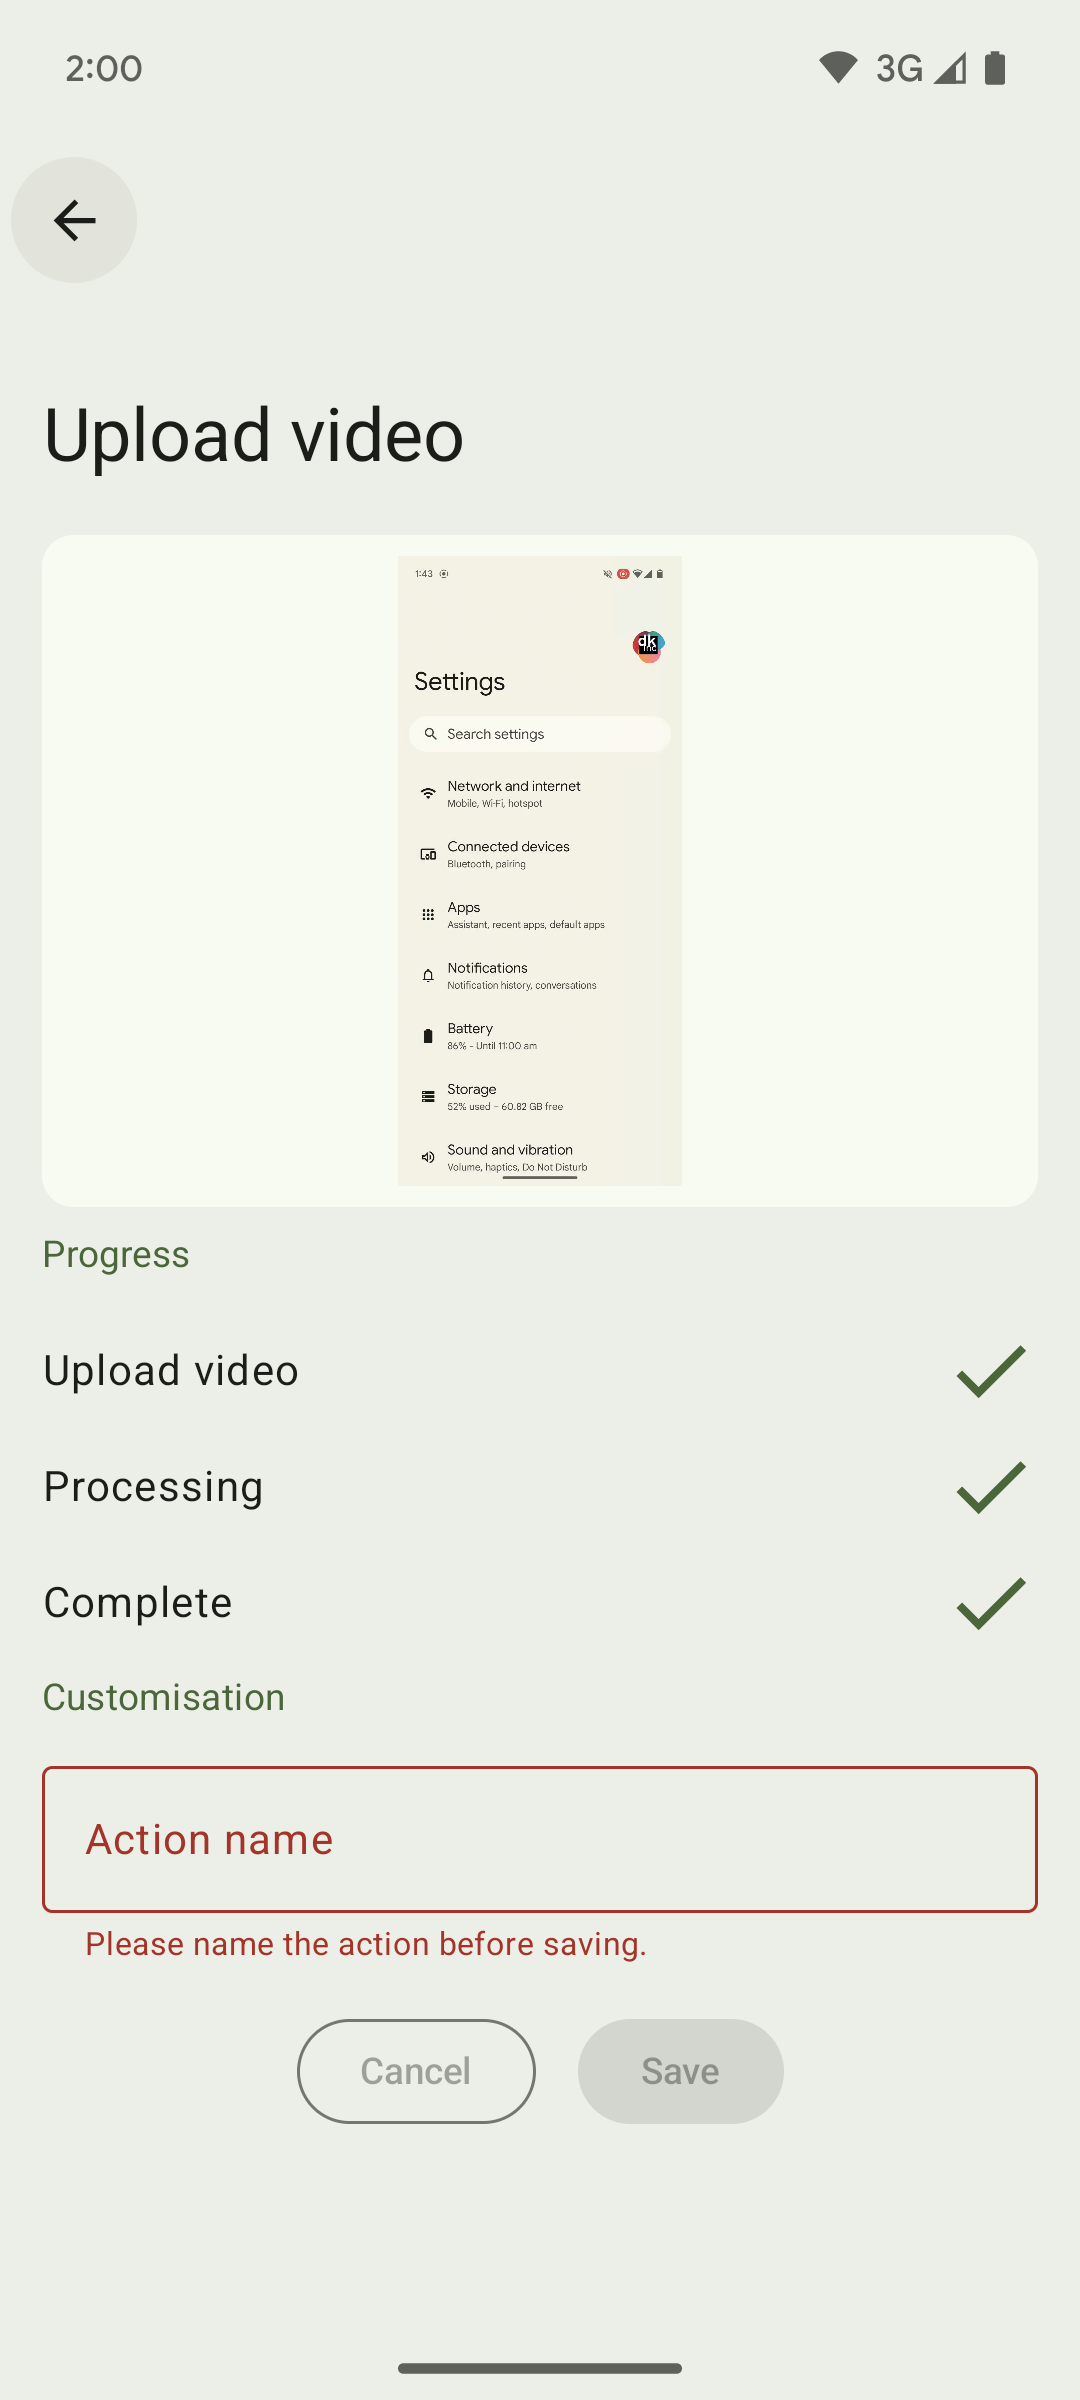 2:00 3G
Upload video
1:43
dk
inc
Settings
Search settings
Network and internet
Mobile, Wi-Fi, hotspot
Connected devices
Bluetooth, pairing
Apps
Assistant, recent apps, default apps
Notifications
Notification history, conversations
Battery
86% - Until 11:00 am
Storage
52% used – 60.82 GB free
Sound and vibration
Volume, haptics, Do Not Disturb
Progress
Upload video
Processing
Complete
Customisation
Action name
Please name the action before saving.
Cancel Save